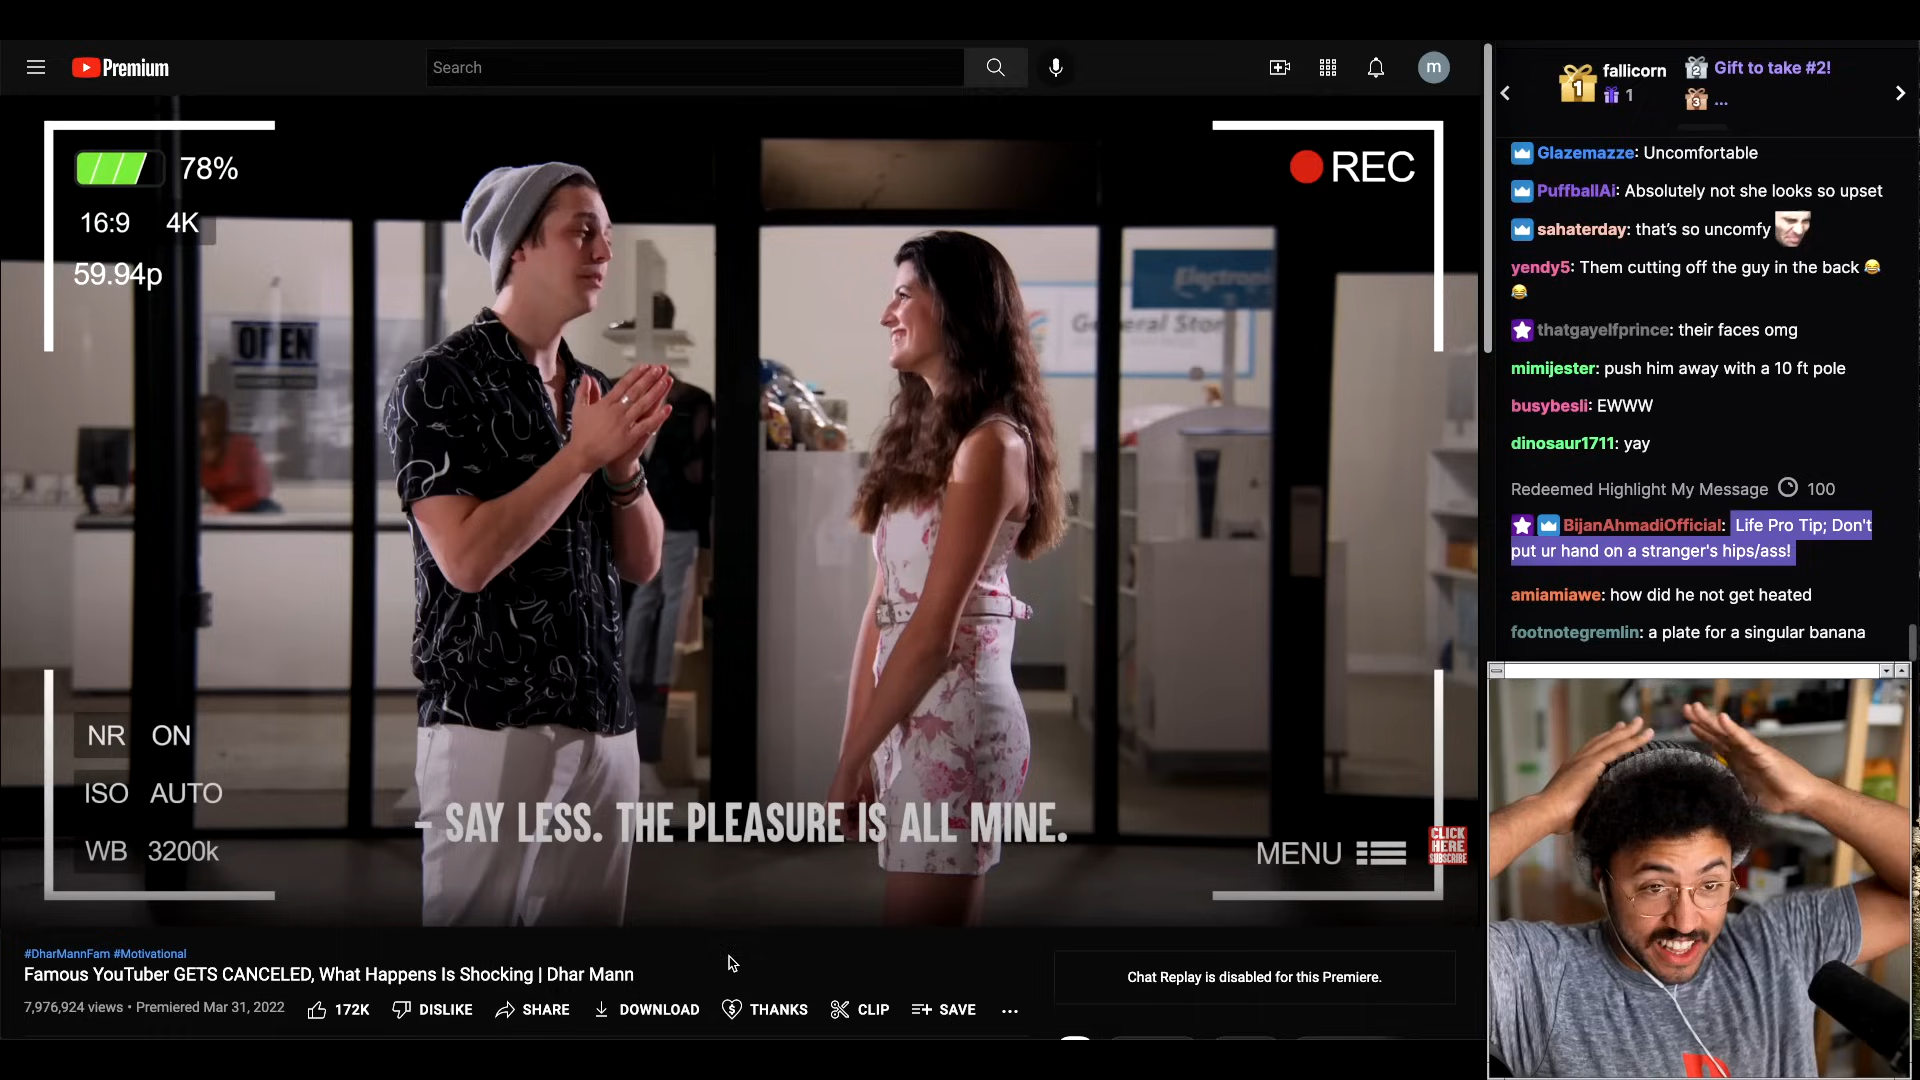 Premium
Search
m
1
fallicorn
1
2
Gift to take #2!
3
...
78%
16:9 4K
59.94p
REC
OPEN
Electroni
General Stor
NR ON
ISO AUTO
WB 3200k
- SAY LESS. THE PLEASURE IS ALL MINE.
MENU
CLICK
HERE
SUBSCRIBE
Glazemazze: Uncomfortable
PuffballAi: Absolutely not she looks so upset
sahaterday: that's so uncomfy
yendy5: Them cutting off the guy in the back 😂
😂
thatgayelfprince: their faces omg
mimijester: push him away with a 10 ft pole
busybesli: EWWW
dinosaur1711: yay
Redeemed Highlight My Message 100
BijanAhmadiOfficial: Life Pro Tip; Don't
put ur hand on a stranger's hips/ass!
amiamiawe: how did he not get heated
footnotegremlin: a plate for a singular banana
#DharMannFam #Motivational
Famous YouTuber GETS CANCELED, What Happens Is Shocking | Dhar Mann
7,976,924 views • Premiered Mar 31, 2022
172K DISLIKE SHARE DOWNLOAD THANKS CLIP SAVE ...
Chat Replay is disabled for this Premiere.